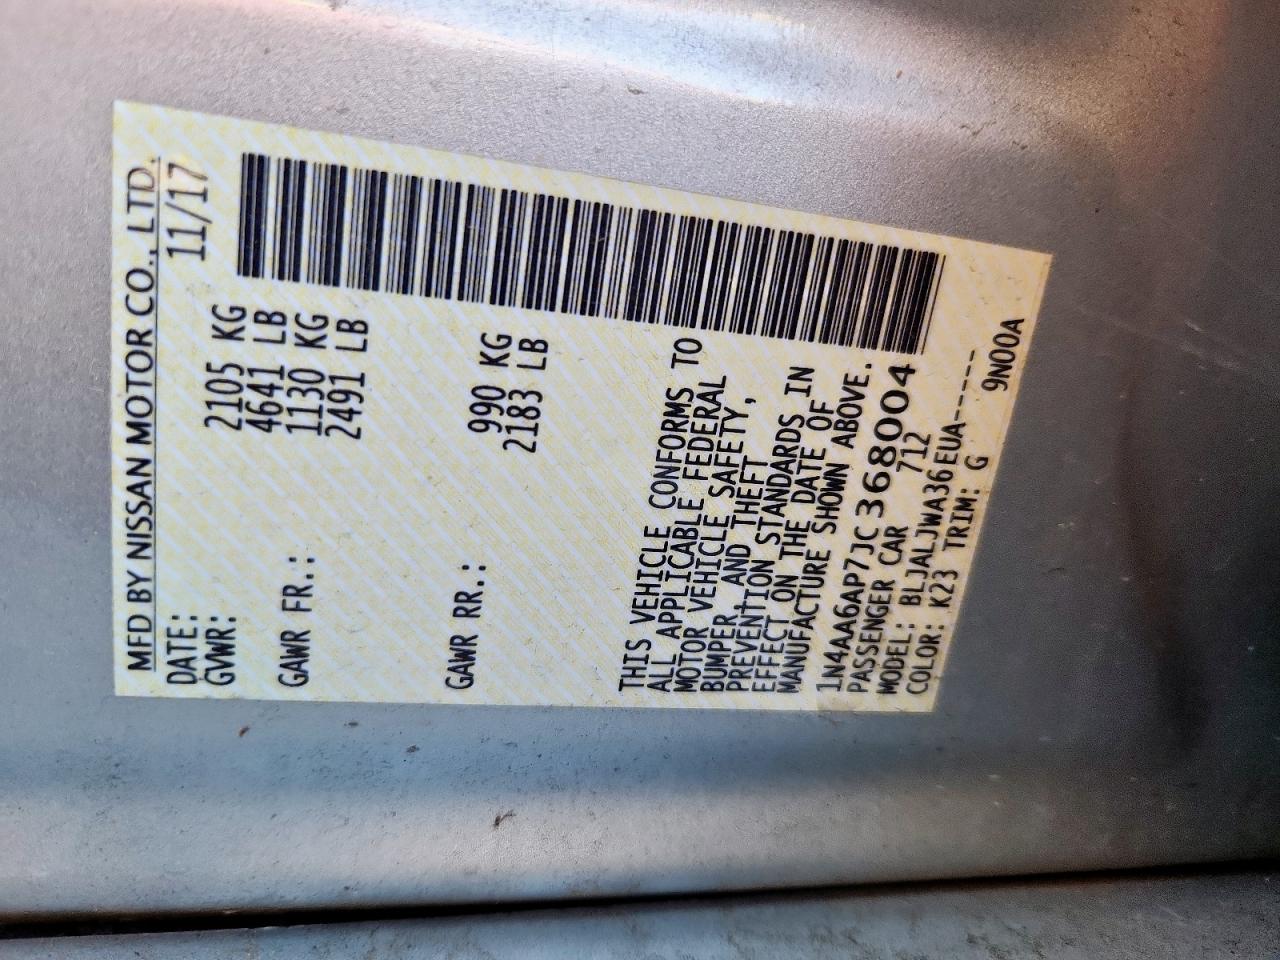 MFD BY NISSAN MOTOR CO., LTD.
DATE: 11/17
GVWR: 2105 KG
4641 LB
GAWR FR.: 1130 KG
2491 LB
GAWR RR.: 990 KG
2183 LB
THIS VEHICLE CONFORMS TO
ALL APPLICABLE FEDERAL
MOTOR VEHICLE SAFETY,
BUMPER, AND THEFT
PREVENTION STANDARDS IN
EFFECT ON THE DATE OF
MANUFACTURE SHOWN ABOVE.
1N4AA6AP7JC368004
PASSENGER CAR 712
MODEL: BLJALJWA36EUA-----
COLOR: K23 TRIM: G 9N00A